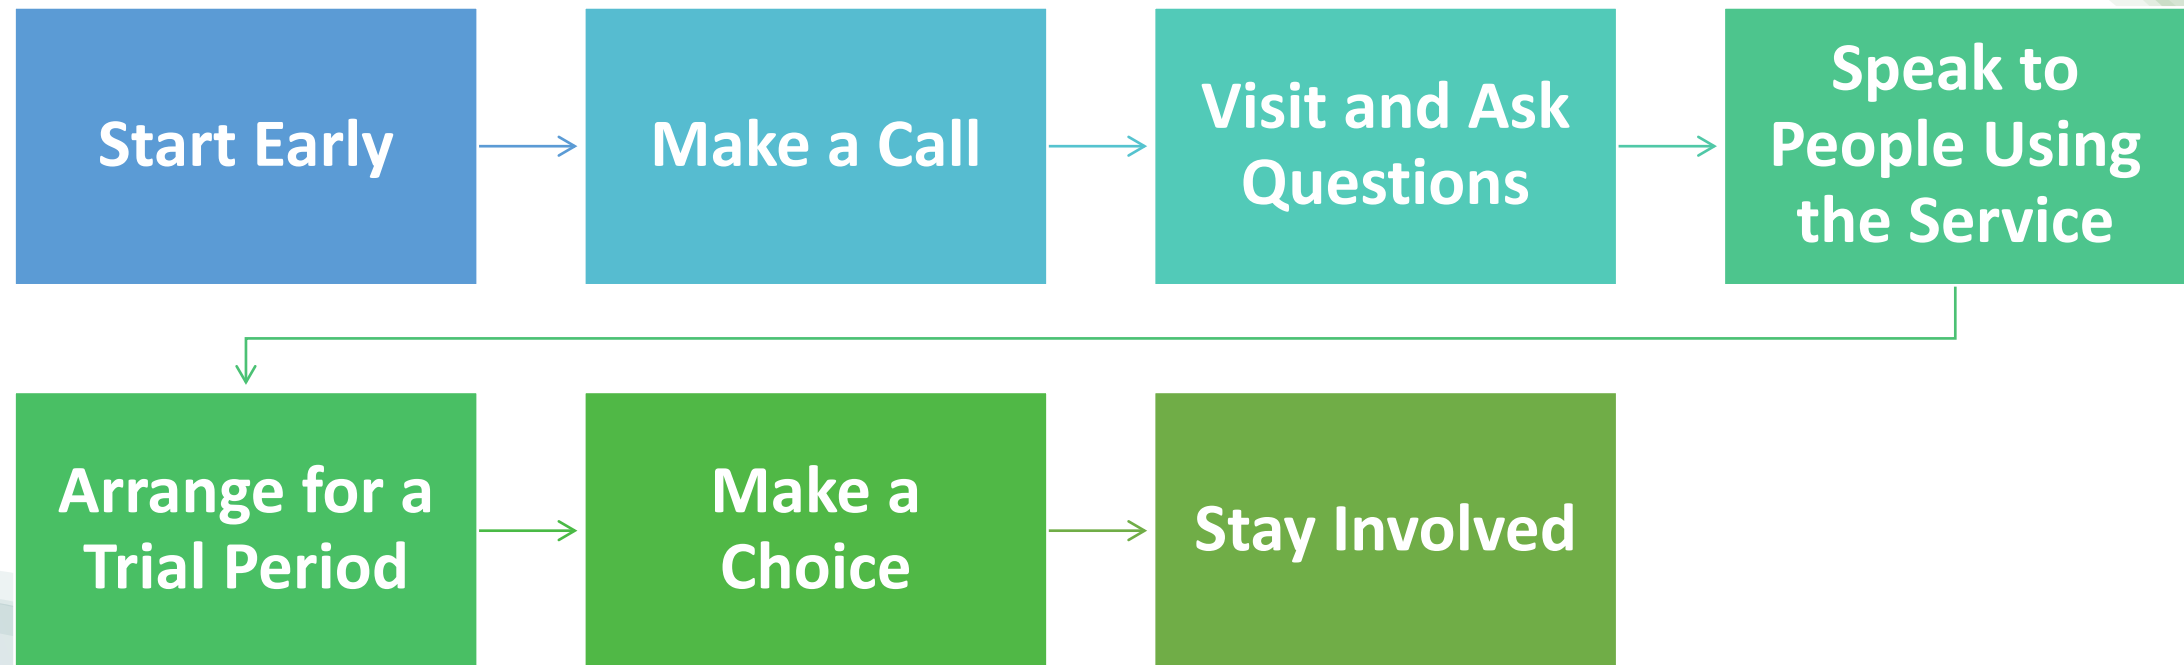 Start Early
Make a Call
Visit and Ask
Questions
Speak to
People Using
the Service
Arrange for a
Trial Period
Make a
Choice
Stay Involved